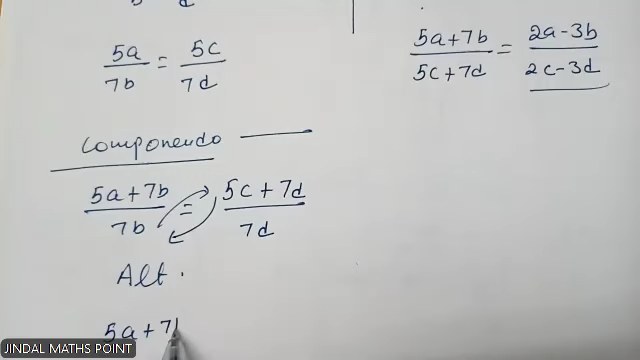 5a/7b = 5c/7d
Componendo
(5a+7b)/7b = (5c+7d)/7d
Alt.
5a+7
(5a+7b)/(5c+7d) = (2a-3b)/(2c-3d)
JINDAL MATHS POINT